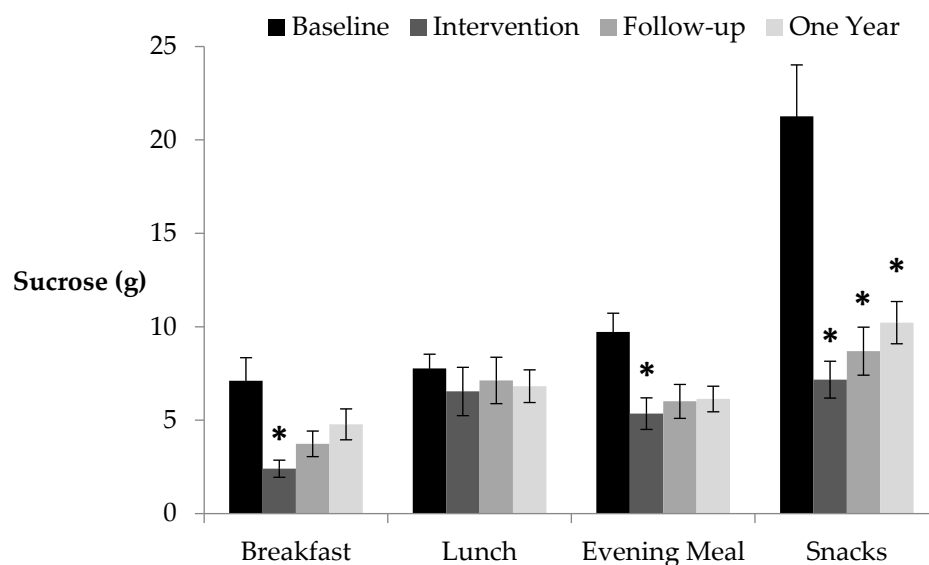 Baseline Intervention Follow-up One Year
25
20
15
Sucrose (g)
10
5
0
* * * * *
Breakfast Lunch Evening Meal Snacks